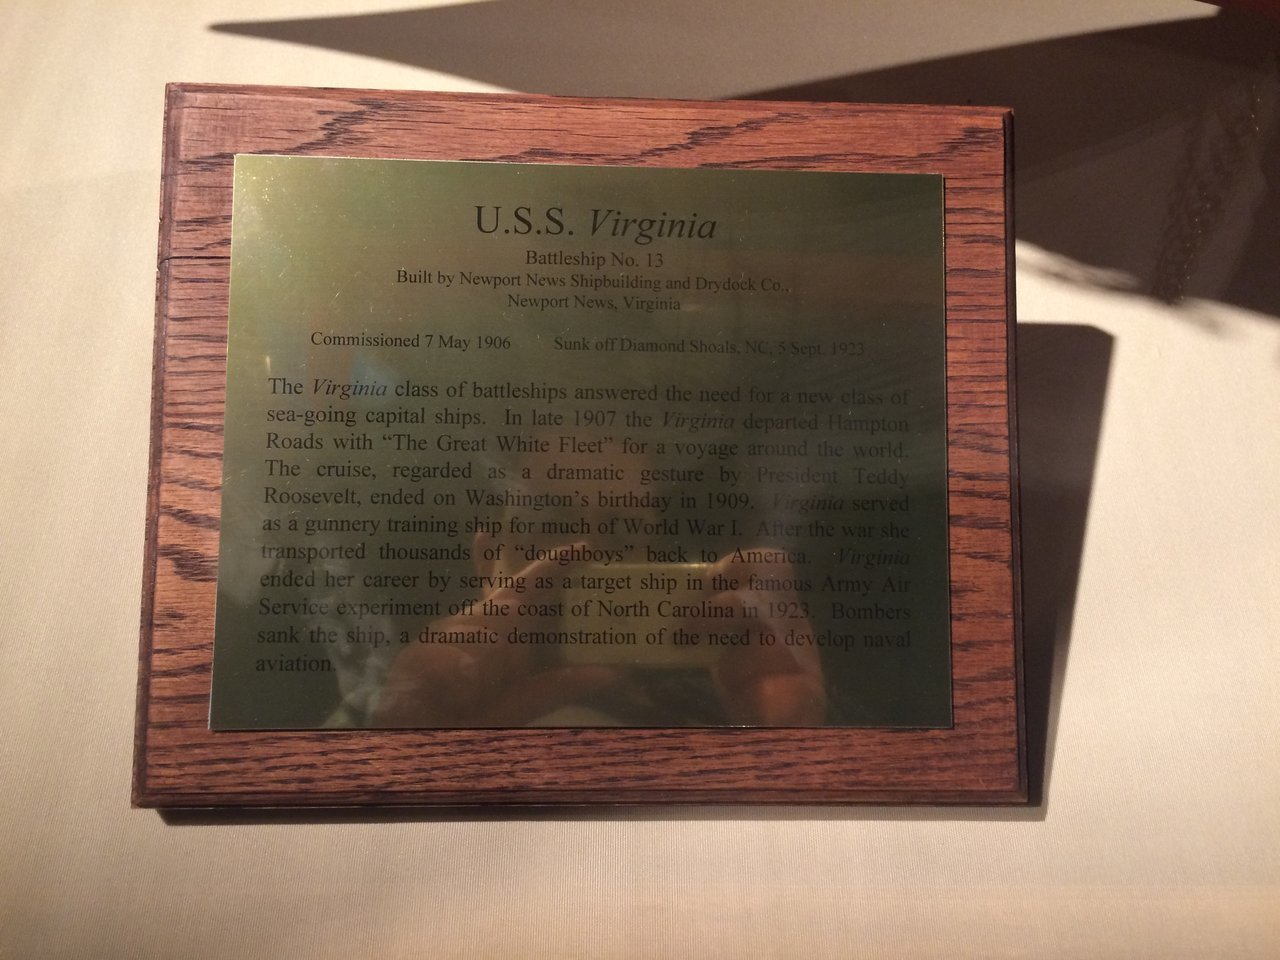 U.S.S. Virginia
Battleship No. 13
Built by Newport News Shipbuilding and Drydock Co.,
Newport News, Virginia
Commissioned 7 May 1906 Sunk off Diamond Shoals, NC, 5 Sept. 1923
The Virginia class of battleships answered the need for a new class of
sea-going capital ships. In late 1907 the Virginia departed Hampton
Roads with “The Great White Fleet” for a voyage around the world.
The cruise, regarded as a dramatic gesture by President Teddy
Roosevelt, ended on Washington’s birthday in 1909. Virginia served
as a gunnery training ship for much of World War I. After the war she
transported thousands of “doughboys” back to America. Virginia
ended her career by serving as a target ship in the famous Army Air
Service experiment off the coast of North Carolina in 1923. Bombers
sank the ship, a dramatic demonstration of the need to develop naval
aviation.